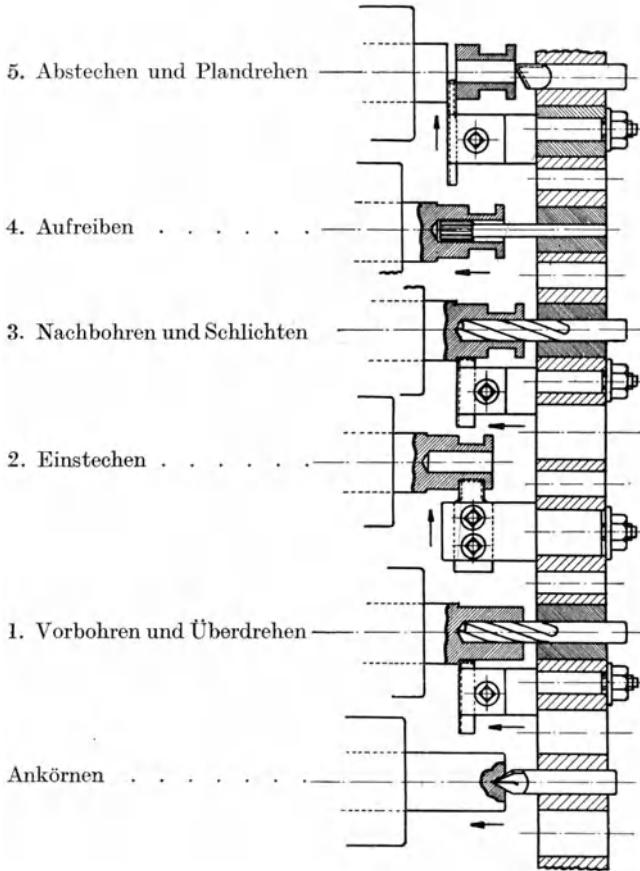 5. Abstechen und Plandrehen
4. Aufreiben . . . . . .
3. Nachbohren und Schlichten
2. Einstechen . . . . . .
1. Vorbohren und Überdrehen
Ankörnen . . . . . . .